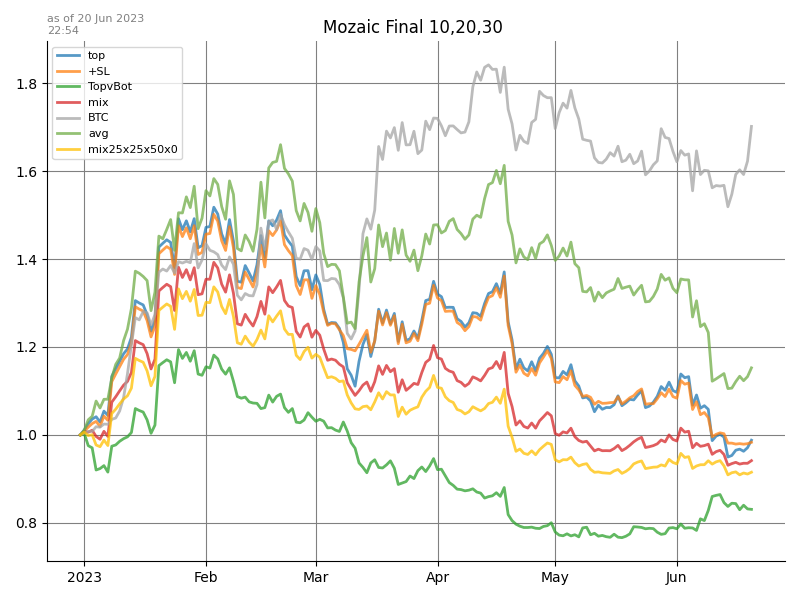 as of 20 Jun 2023
22:54
Mozaic Final 10,20,30
top
+SL
TopvBot
mix
BTC
avg
mix25x25x50x0
1.8
1.6
1.4
1.2
1.0
0.8
2023 Feb Mar Apr May Jun